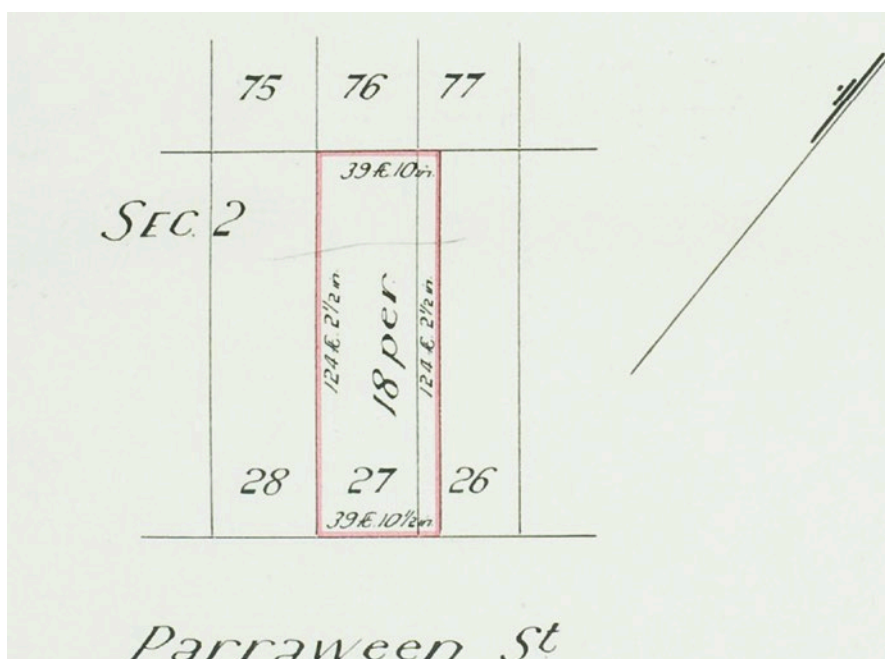 75 76 77
39 ft. 10 in.
SEC. 2
124 ft. 2½ in.
18 per.
124 ft. 2½ in.
28 27 26
39 ft. 10½ in.
Parraween St